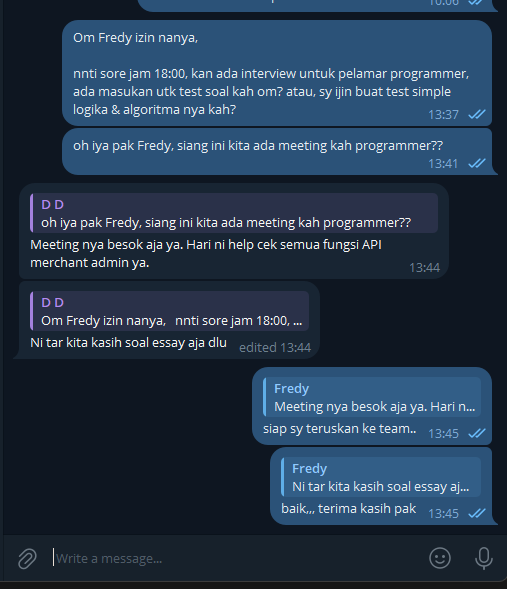 10:06
Om Fredy izin nanya,
nnti sore jam 18:00, kan ada interview untuk pelamar programmer,
ada masukan utk test soal kah om? atau, sy ijin buat test simple
logika & algoritma nya kah?
13:37
oh iya pak Fredy, siang ini kita ada meeting kah programmer??
13:41
D D
oh iya pak Fredy, siang ini kita ada meeting kah programmer??
Meeting nya besok aja ya. Hari ni help cek semua fungsi API
merchant admin ya.
13:44
D D
Om Fredy izin nanya,   nnti sore jam 18:00, ...
Ni tar kita kasih soal essay aja dlu
edited 13:44
Fredy
Meeting nya besok aja ya. Hari n...
siap sy teruskan ke team..
13:45
Fredy
Ni tar kita kasih soal essay aj...
baik,,, terima kasih pak
13:45
Write a message...